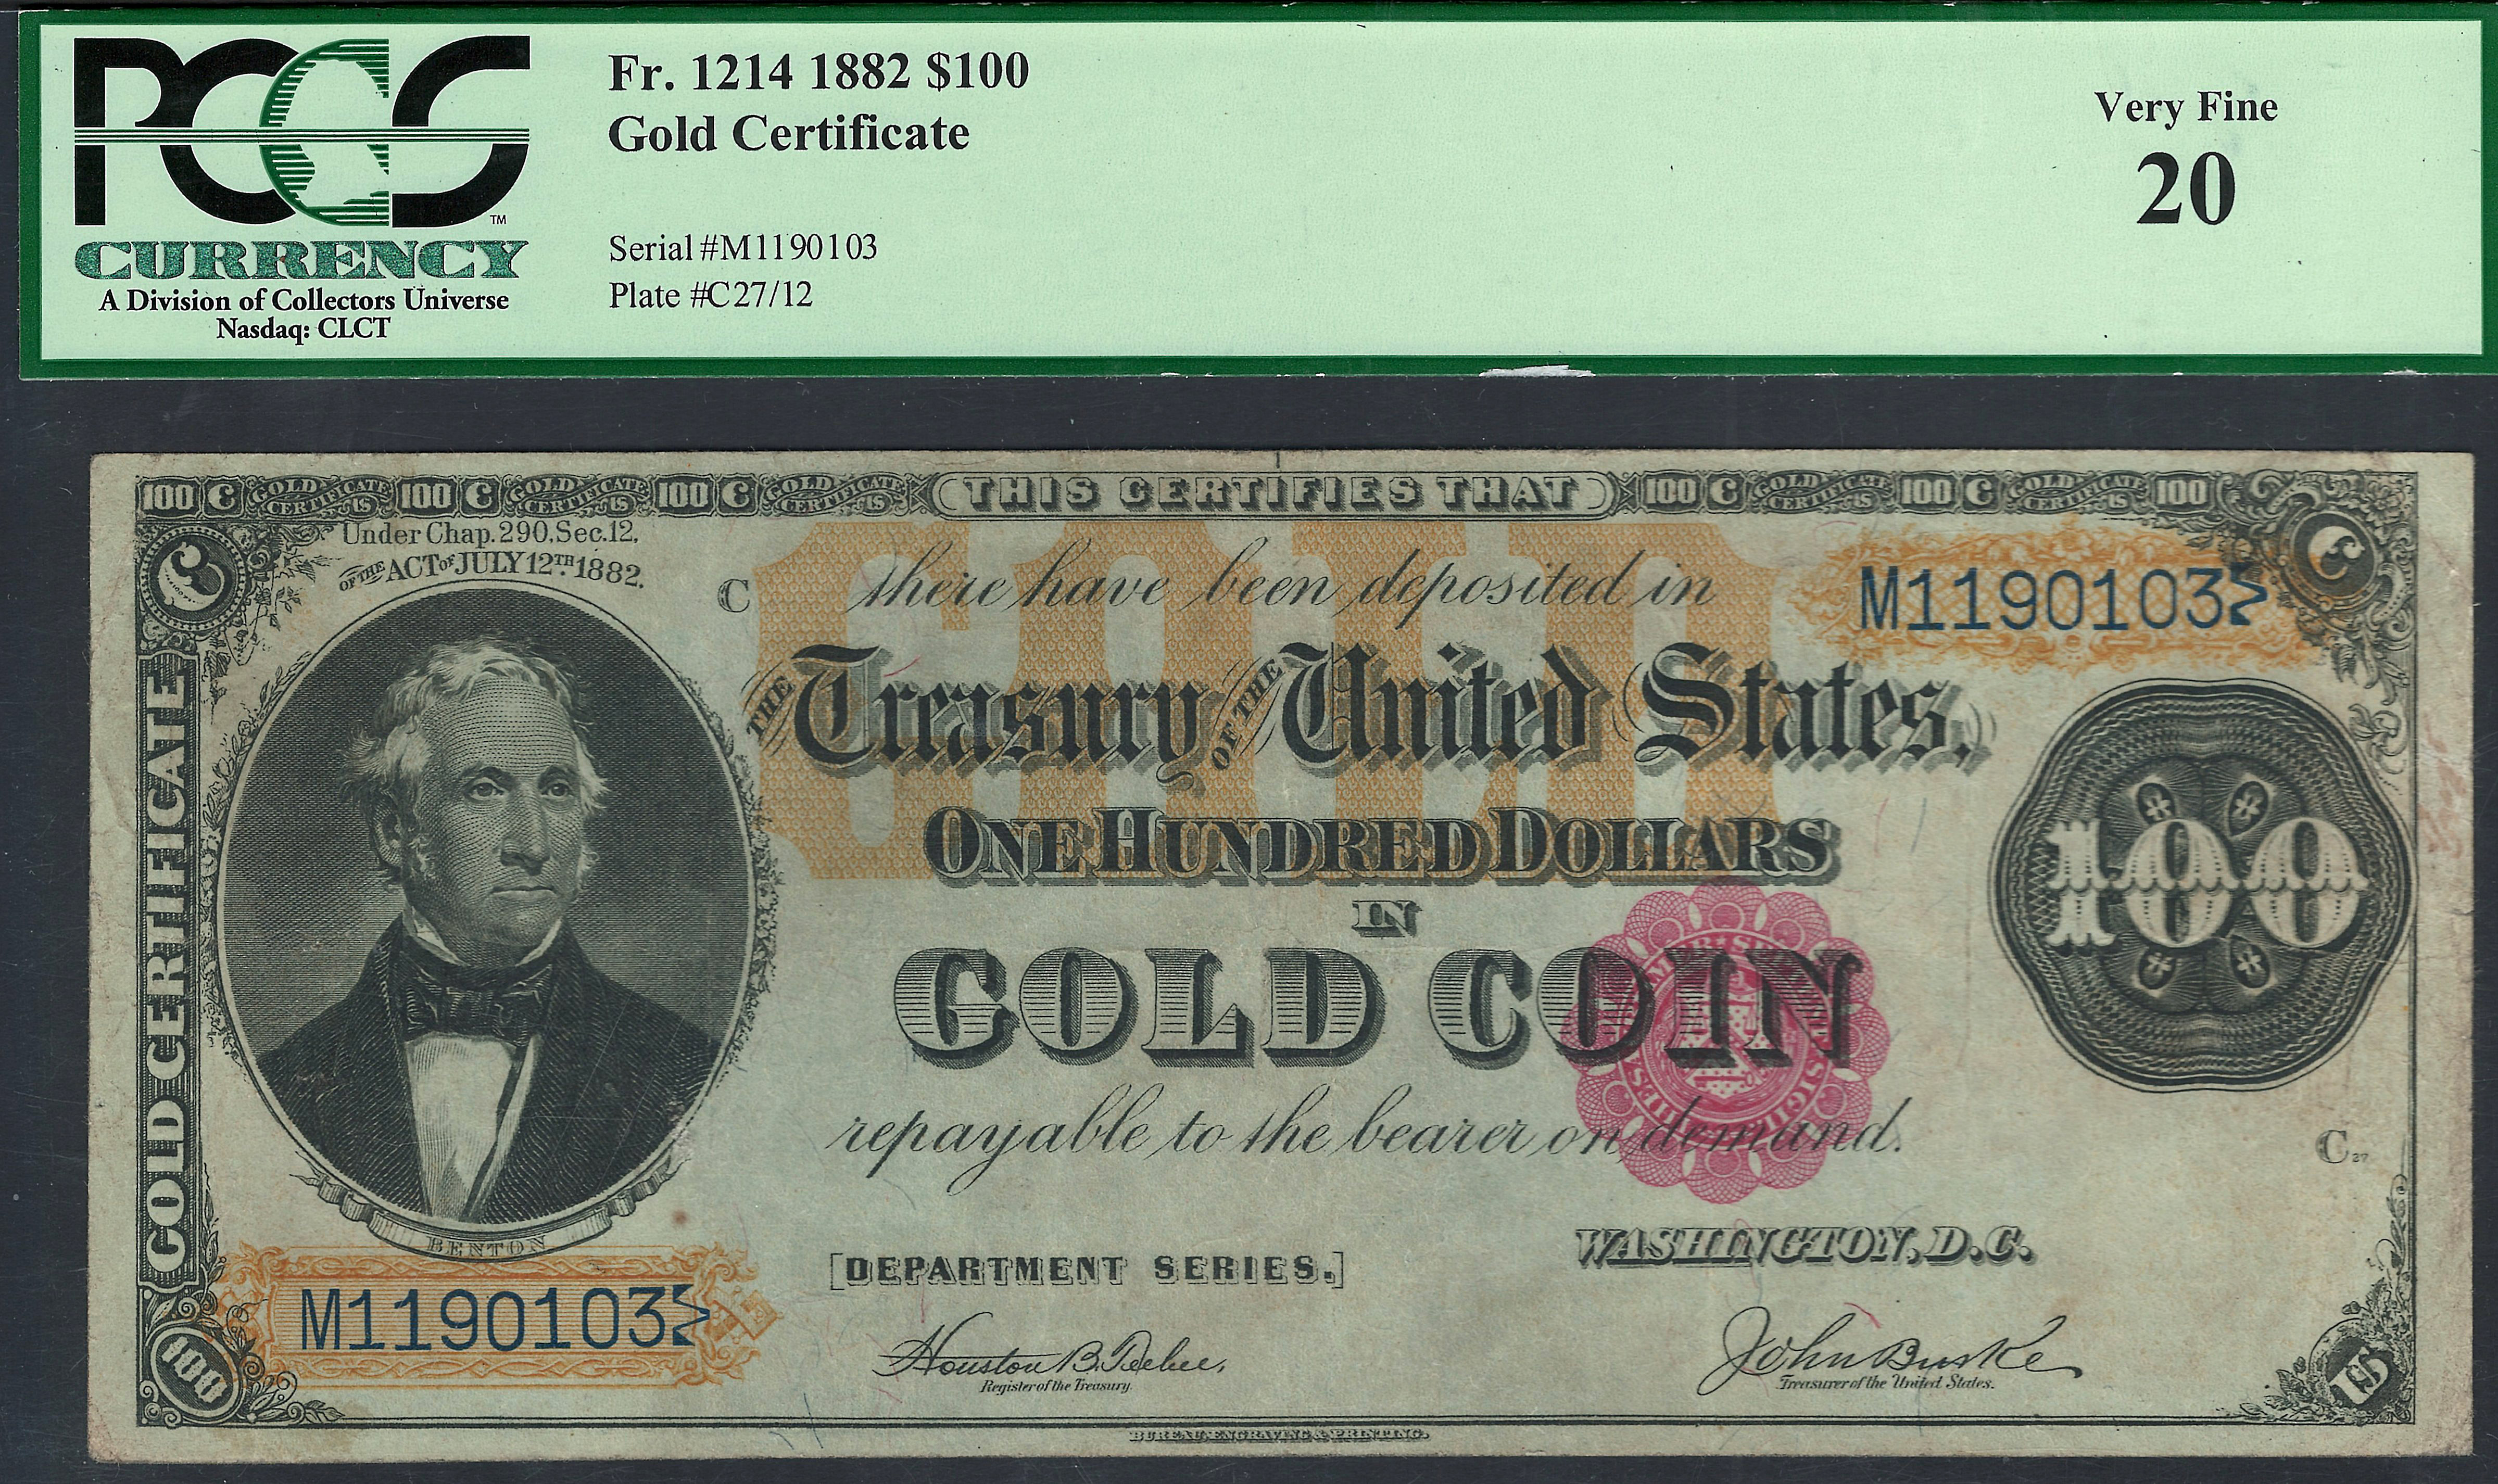 PCGS
TM
CURRENCY
A Division of Collectors Universe
Nasdaq: CLCT
Fr. 1214 1882 $100
Gold Certificate
Serial #M1190103
Plate #C27/12
Very Fine
20
100 C GOLD CERTIFICATE IS 100 C GOLD CERTIFICATE IS 100 C GOLD CERTIFICATE IS THIS CERTIFIES THAT 100 C GOLD CERTIFICATE IS 100 C GOLD CERTIFICATE IS 100
Under Chap. 290, Sec. 12,
OF THE ACT OF JULY 12TH 1882.
C
C
C
GOLD
there have been deposited in
M1190103
THE Treasury OF THE United States.
ONE HUNDRED DOLLARS
IN
GOLD COIN
repayable to the bearer on demand.
100
GOLD CERTIFICATE
BENTON
C 27
WASHINGTON, D.C.
[DEPARTMENT SERIES.]
M1190103
Houston B. Teehee,
Register of the Treasury.
John Burke
Treasurer of the United States.
100
BUREAU, ENGRAVING & PRINTING.